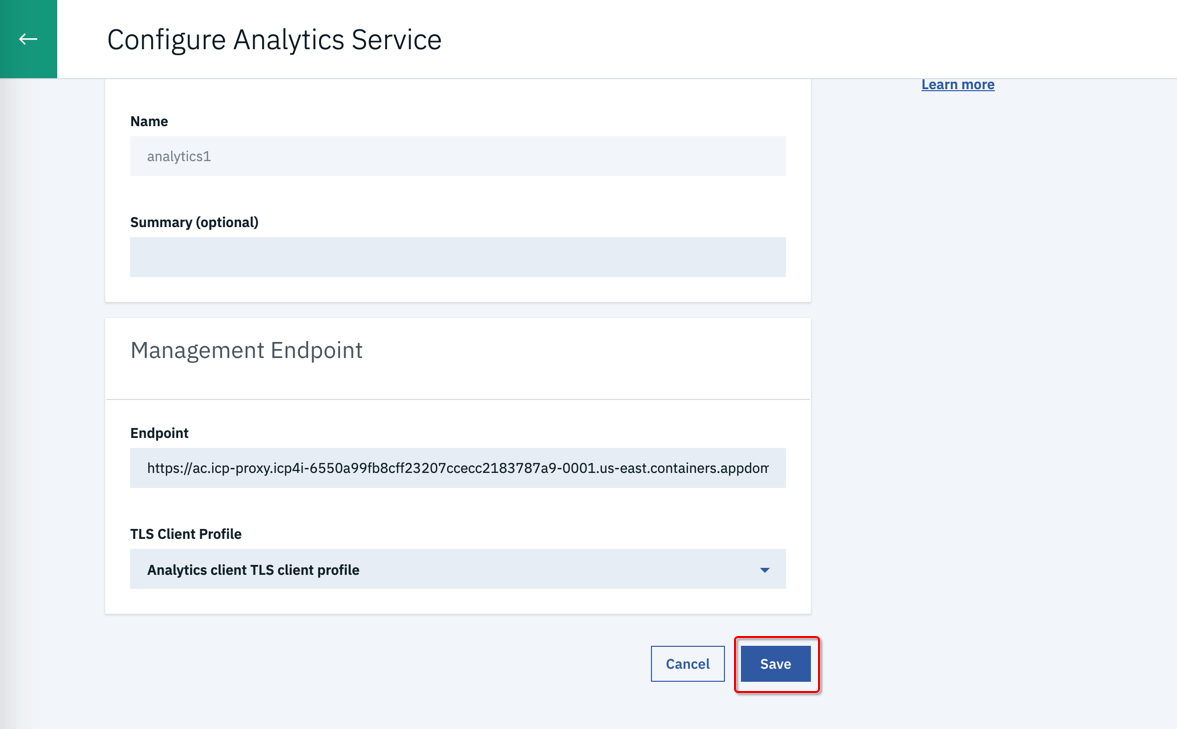 Configure Analytics Service
Learn more
Name
analytics1
Summary (optional)
Management Endpoint
Endpoint
https://ac.icp-proxy.icp4i-6550a99fb8cff23207ccecc2183787a9-0001.us-east.containers.appdom
TLS Client Profile
Analytics client TLS client profile
Cancel
Save